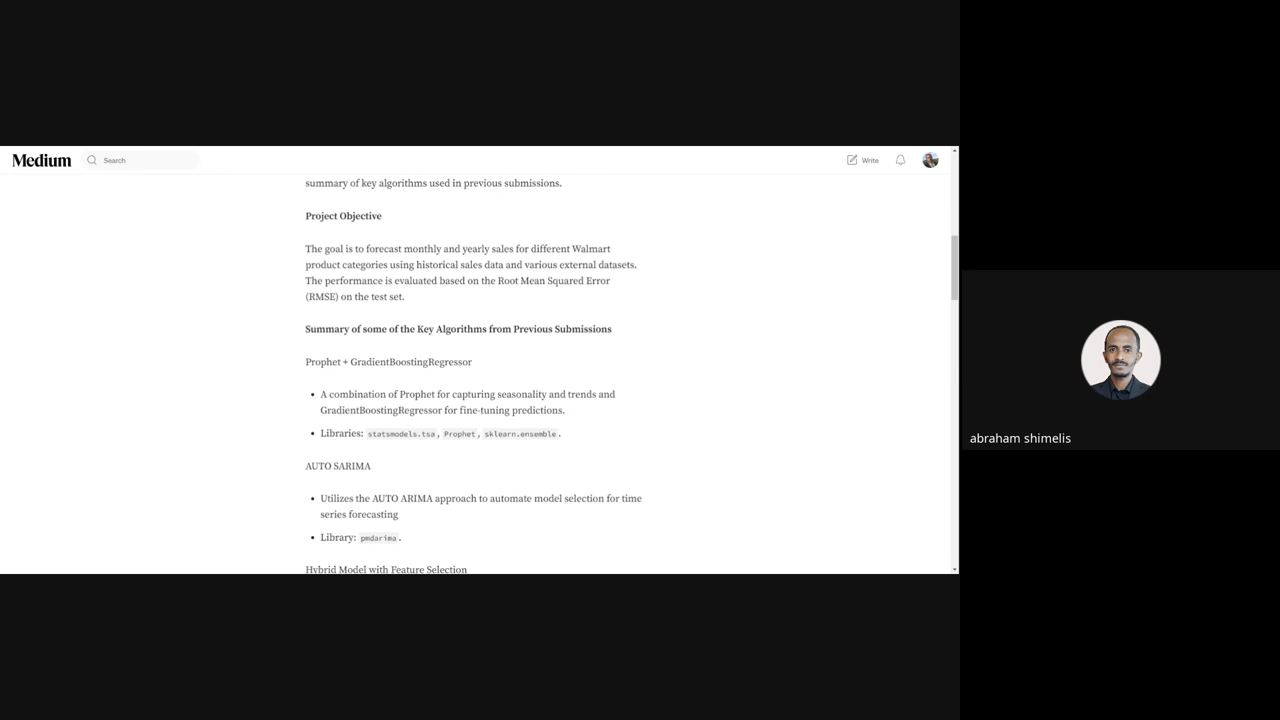 Medium
Search
Write
summary of key algorithms used in previous submissions.
Project Objective
The goal is to forecast monthly and yearly sales for different Walmart
product categories using historical sales data and various external datasets.
The performance is evaluated based on the Root Mean Squared Error
(RMSE) on the test set.
Summary of some of the Key Algorithms from Previous Submissions
Prophet + GradientBoostingRegressor
• A combination of Prophet for capturing seasonality and trends and
GradientBoostingRegressor for fine-tuning predictions.
• Libraries: statsmodels.tsa, Prophet, sklearn.ensemble.
AUTO SARIMA
• Utilizes the AUTO ARIMA approach to automate model selection for time
series forecasting
• Library: pmdarima.
Hybrid Model with Feature Selection
abraham shimelis